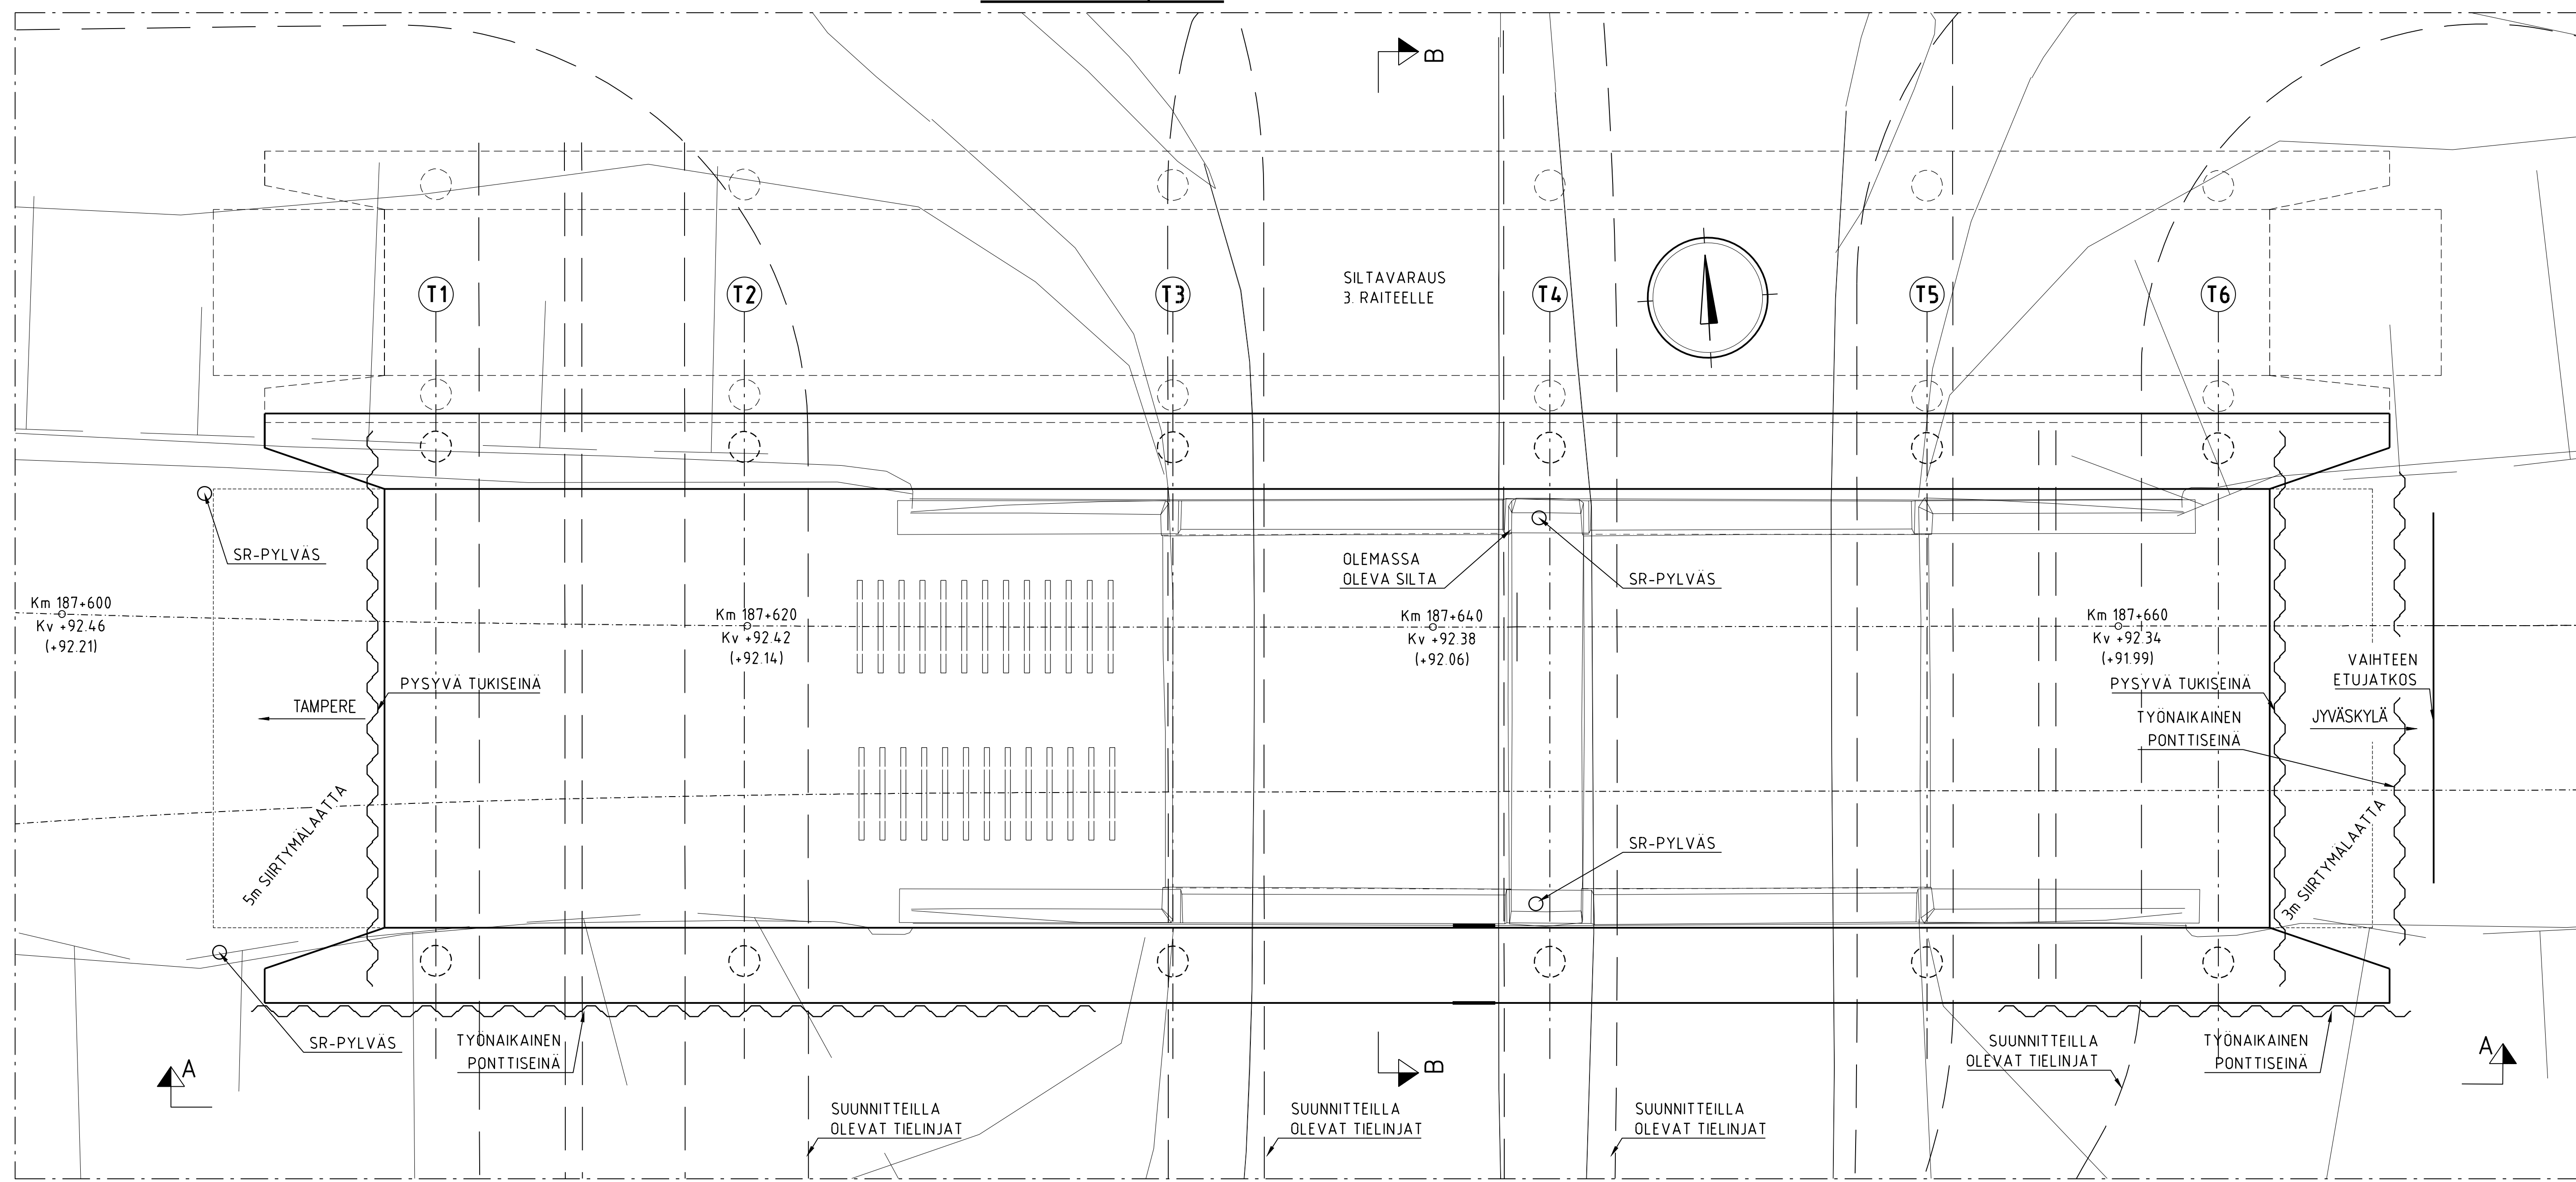 B
SILTAVARAUS
3. RAITEELLE
T1
T2
T3
T4
T5
T6
SR-PYLVÄS
OLEMASSA
OLEVA SILTA
SR-PYLVÄS
Km 187+600
Kv +92.46
(+92.21)
Km 187+620
Kv +92.42
(+92.14)
Km 187+640
Kv +92.38
(+92.06)
Km 187+660
Kv +92.34
(+91.99)
VAIHTEEN
ETUJATKOS
PYSYVÄ TUKISEINÄ
TAMPERE
PYSYVÄ TUKISEINÄ
TYÖNAIKAINEN
PONTTISEINÄ
JYVÄSKYLÄ
5m SIIRTYMÄLAATTA
SR-PYLVÄS
3m SIIRTYMÄLAATTA
SR-PYLVÄS
TYÖNAIKAINEN
PONTTISEINÄ
SUUNNITTEILLA
OLEVAT TIELINJAT
TYÖNAIKAINEN
PONTTISEINÄ
A
B
A
SUUNNITTEILLA
OLEVAT TIELINJAT
SUUNNITTEILLA
OLEVAT TIELINJAT
SUUNNITTEILLA
OLEVAT TIELINJAT